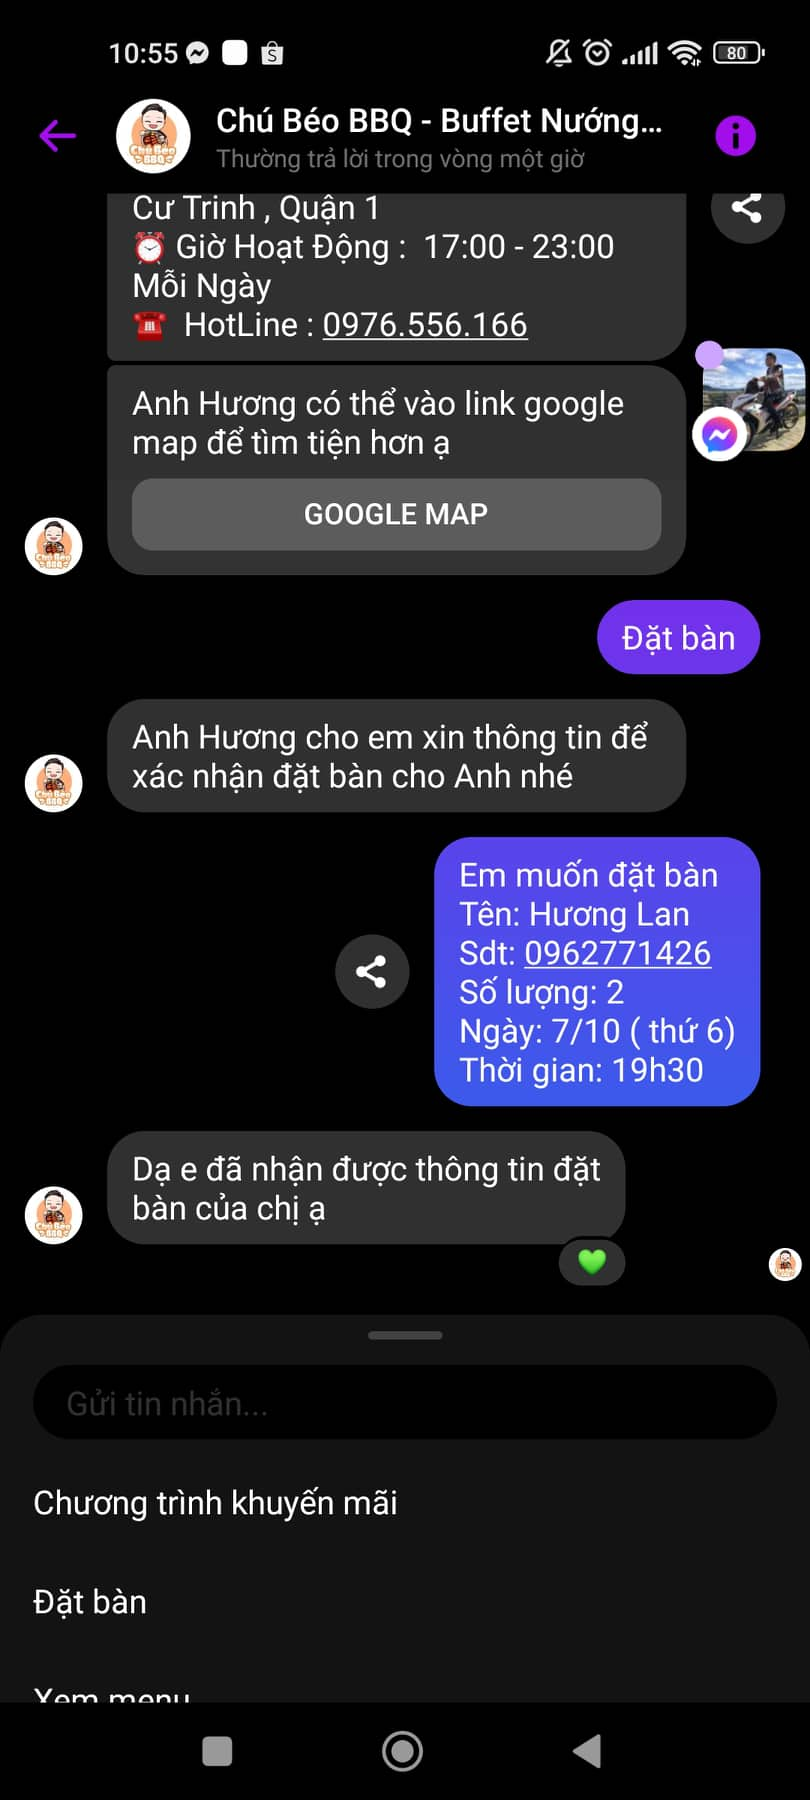 10:55
80
Chú Béo BBQ - Buffet Nướng...
Thường trả lời trong vòng một giờ
Cư Trinh , Quận 1
Giờ Hoạt Động : 17:00 - 23:00
Mỗi Ngày
HotLine : 0976.556.166
Anh Hương có thể vào link google
map để tìm tiện hơn ạ
GOOGLE MAP
Đặt bàn
Anh Hương cho em xin thông tin để
xác nhận đặt bàn cho Anh nhé
Em muốn đặt bàn
Tên: Hương Lan
Sdt: 0962771426
Số lượng: 2
Ngày: 7/10 ( thứ 6)
Thời gian: 19h30
Dạ e đã nhận được thông tin đặt
bàn của chị ạ
Gửi tin nhắn...
Chương trình khuyến mãi
Đặt bàn
Xem menu